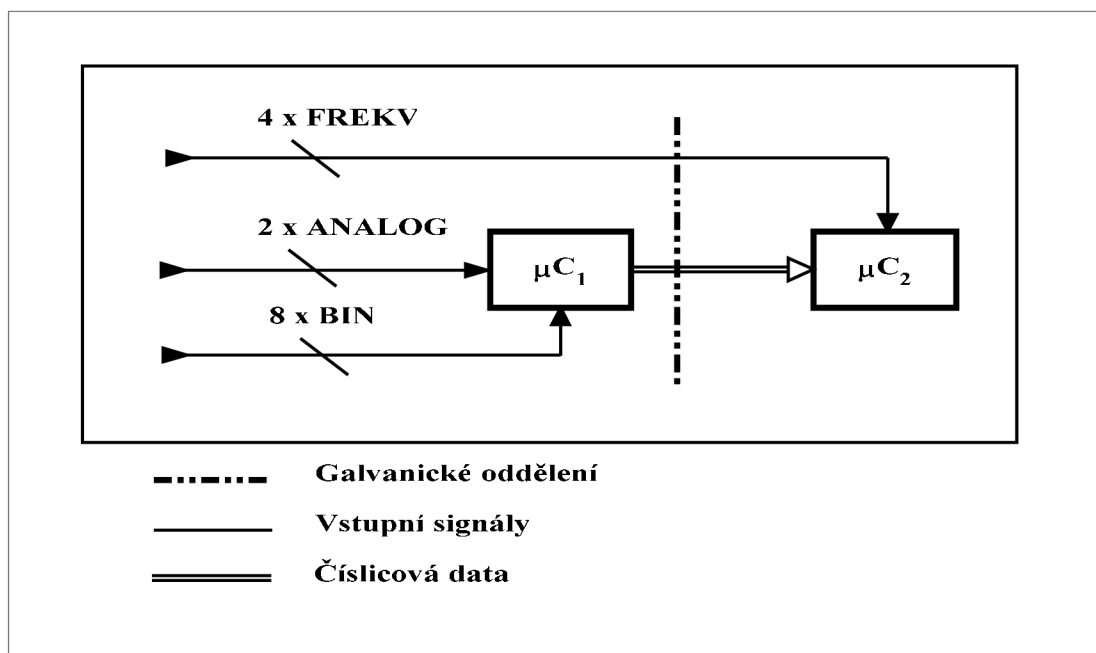 4 x FREKV
2 x ANALOG
μC1
μC2
8 x BIN
Galvanické oddělení
Vstupní signály
Číslicová data